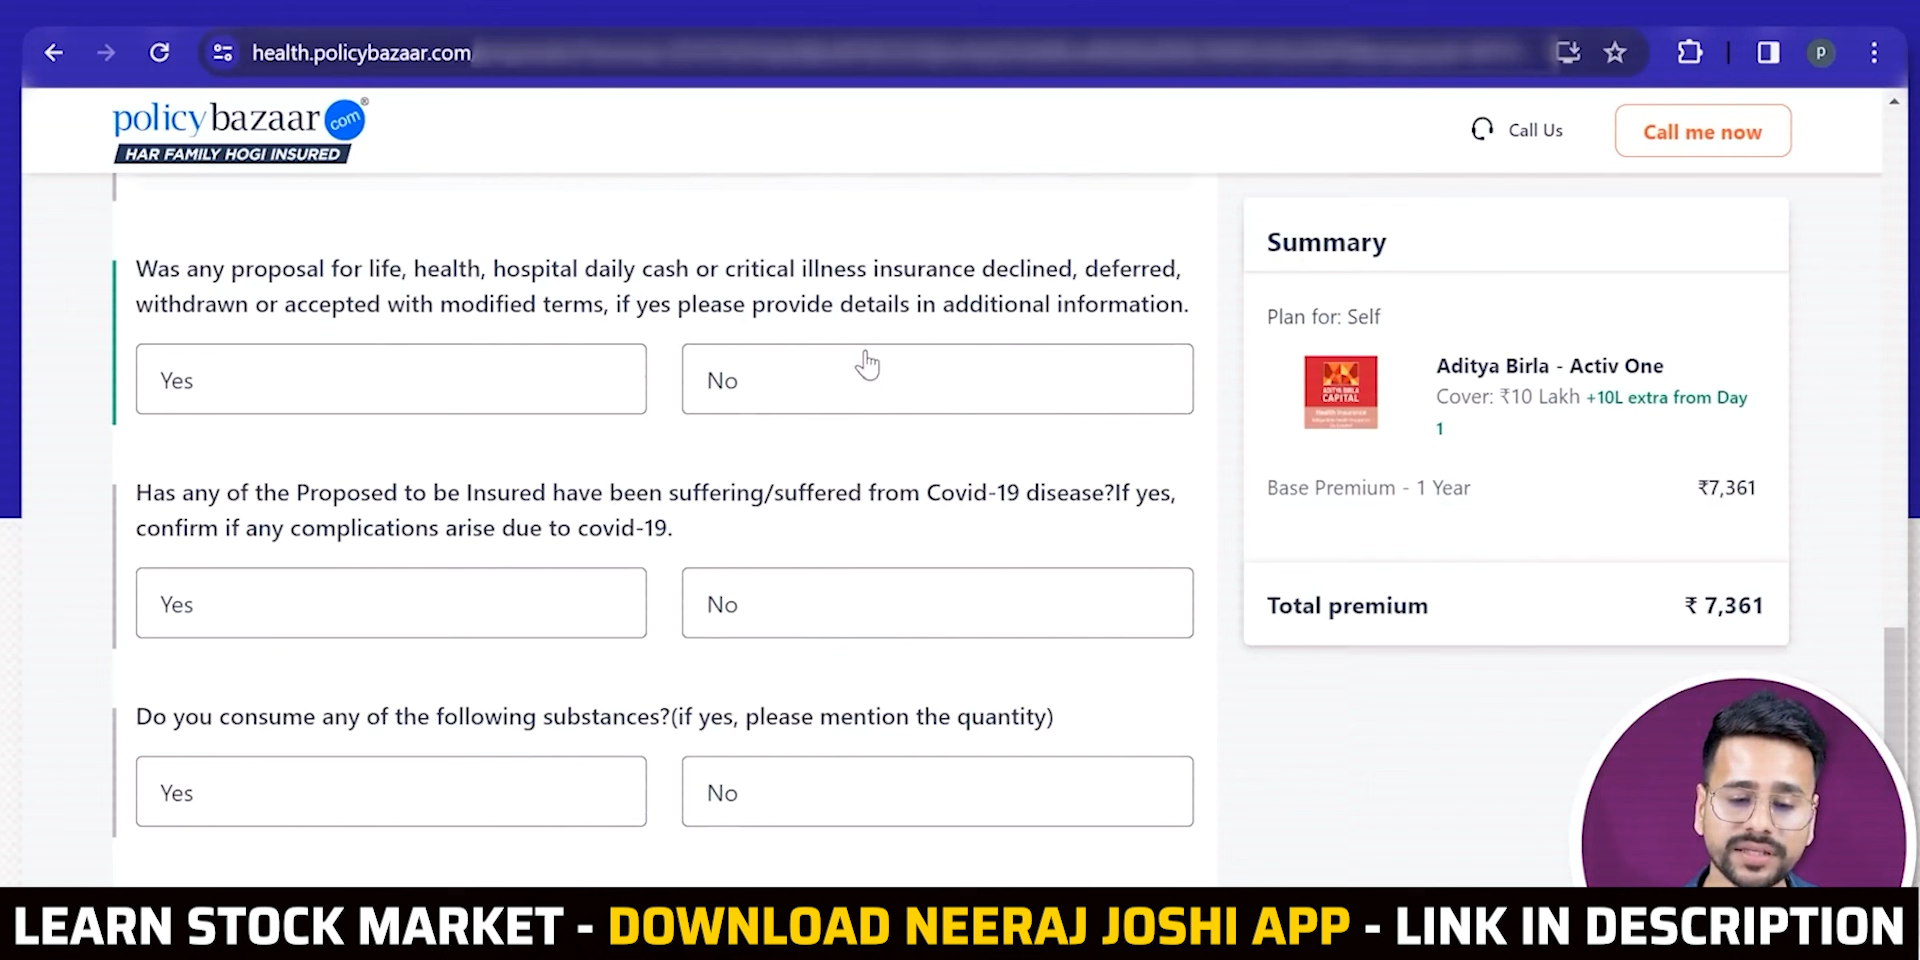 health.policybazaar.com
P
policybazaar.com®
HAR FAMILY HOGI INSURED
Call Us
Call me now
Was any proposal for life, health, hospital daily cash or critical illness insurance declined, deferred,
withdrawn or accepted with modified terms, if yes please provide details in additional information.
Yes
No
Has any of the Proposed to be Insured have been suffering/suffered from Covid-19 disease?If yes,
confirm if any complications arise due to covid-19.
Yes
No
Do you consume any of the following substances?(if yes, please mention the quantity)
Yes
No
Summary
Plan for: Self
ADITYA BIRLA
CAPITAL
Health Insurance
Aditya Birla - Activ One
Cover: ₹10 Lakh +10L extra from Day
1
Base Premium - 1 Year
₹7,361
Total premium
₹ 7,361
LEARN STOCK MARKET - DOWNLOAD NEERAJ JOSHI APP - LINK IN DESCRIPTION